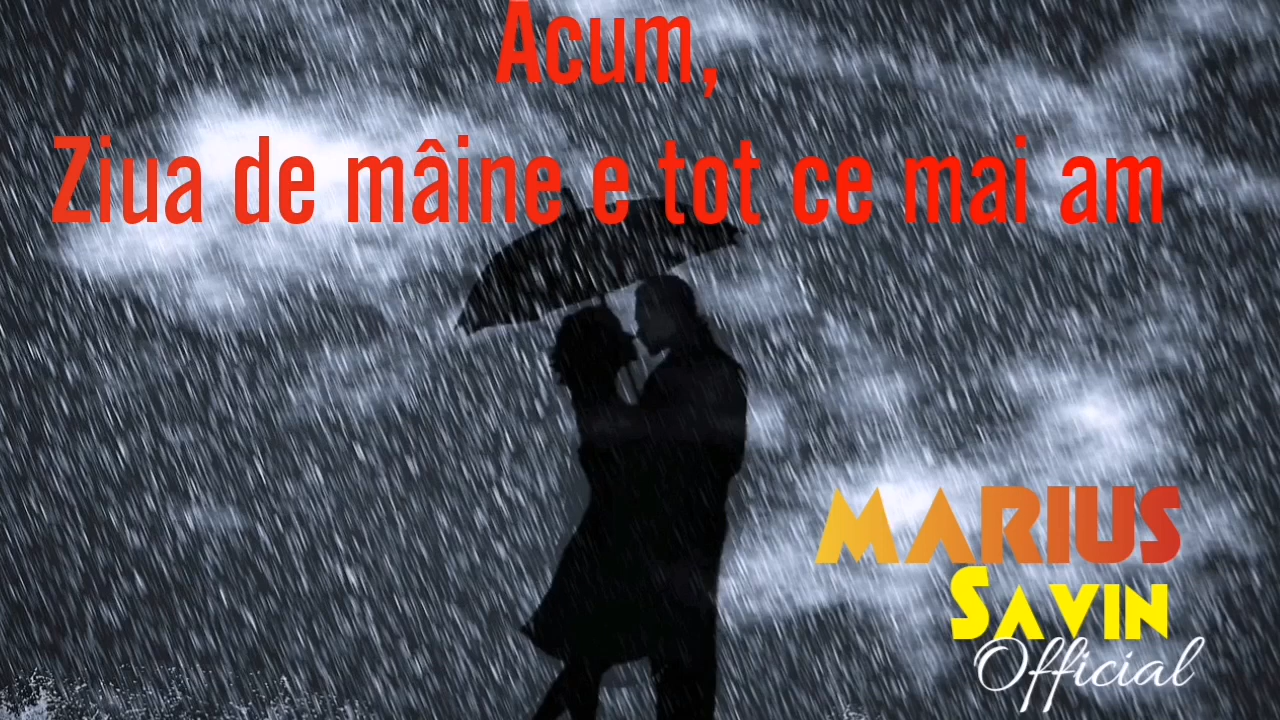 Acum,
Ziua de mâine e tot ce mai am
MARIUS
SAVIN
Official